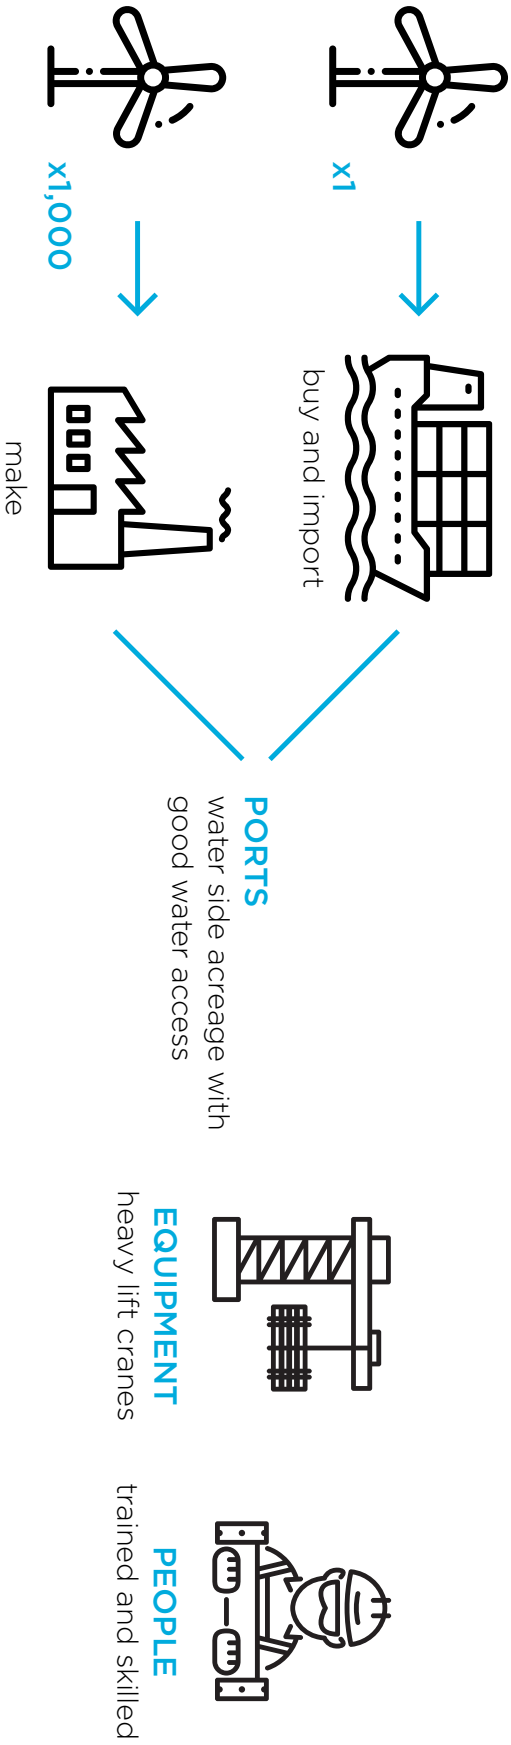 x1
buy and import
x1,000
make
PORTS
water side acreage with
good water access
EQUIPMENT
heavy lift cranes
PEOPLE
trained and skilled